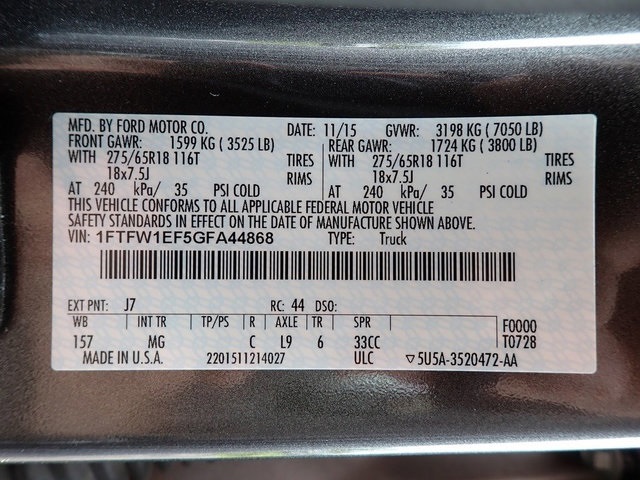 MFD. BY FORD MOTOR CO. DATE: 11/15 GVWR: 3198 KG ( 7050 LB)
FRONT GAWR: 1599 KG ( 3525 LB) REAR GAWR: 1724 KG ( 3800 LB)
WITH 275/65R18 116T TIRES WITH 275/65R18 116T TIRES
18x7.5J RIMS 18x7.5J RIMS
AT 240 kPa/ 35 PSI COLD AT 240 kPa/ 35 PSI COLD
THIS VEHICLE CONFORMS TO ALL APPLICABLE FEDERAL MOTOR VEHICLE
SAFETY STANDARDS IN EFFECT ON THE DATE OF MANUFACTURE SHOWN ABOVE.
VIN: 1FTFW1EF5GFA44868 TYPE: Truck
EXT PNT: J7 RC: 44 DSO:
WB INT TR TP/PS R AXLE TR SPR F0000
157 MG C L9 6 33CC T0728
MADE IN U.S.A. 2201511214027 ULC ▽5U5A-3520472-AA